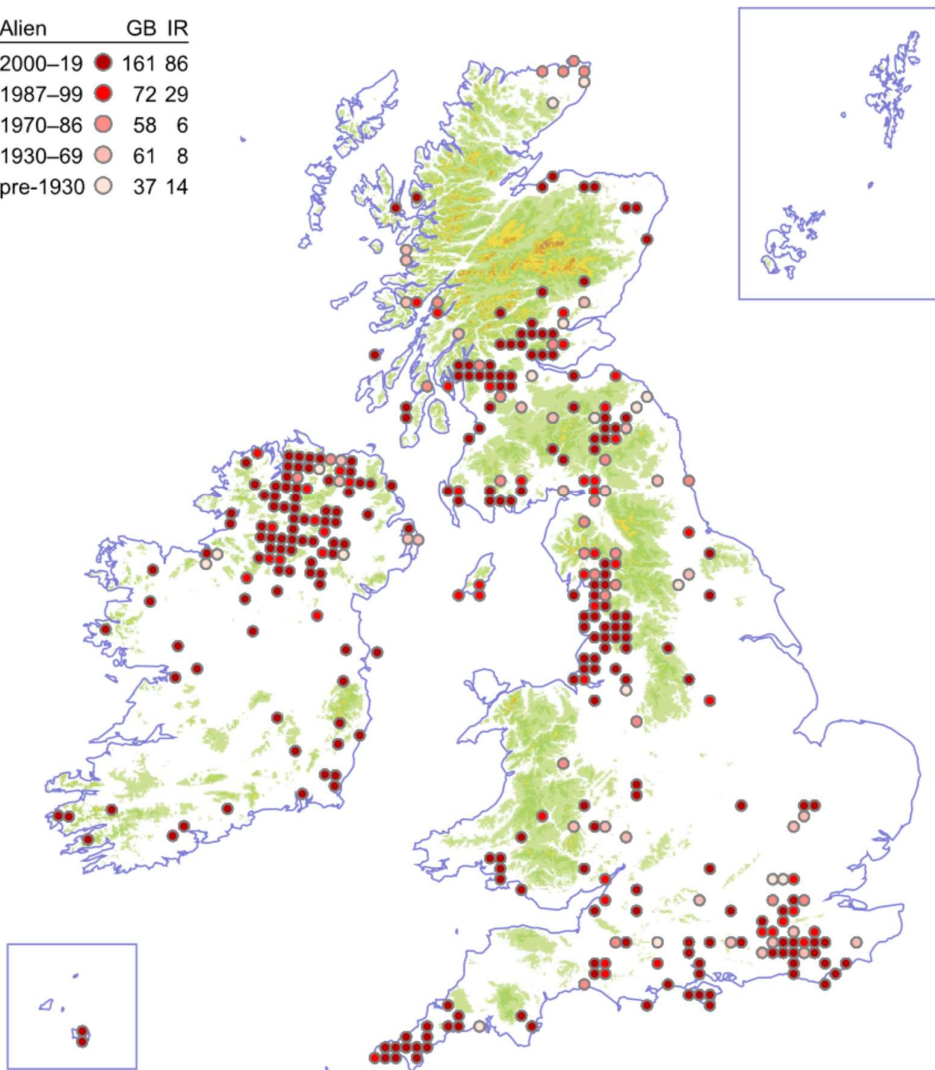 Alien GB IR
2000–19 161 86
1987–99 72 29
1970–86 58 6
1930–69 61 8
pre-1930 37 14